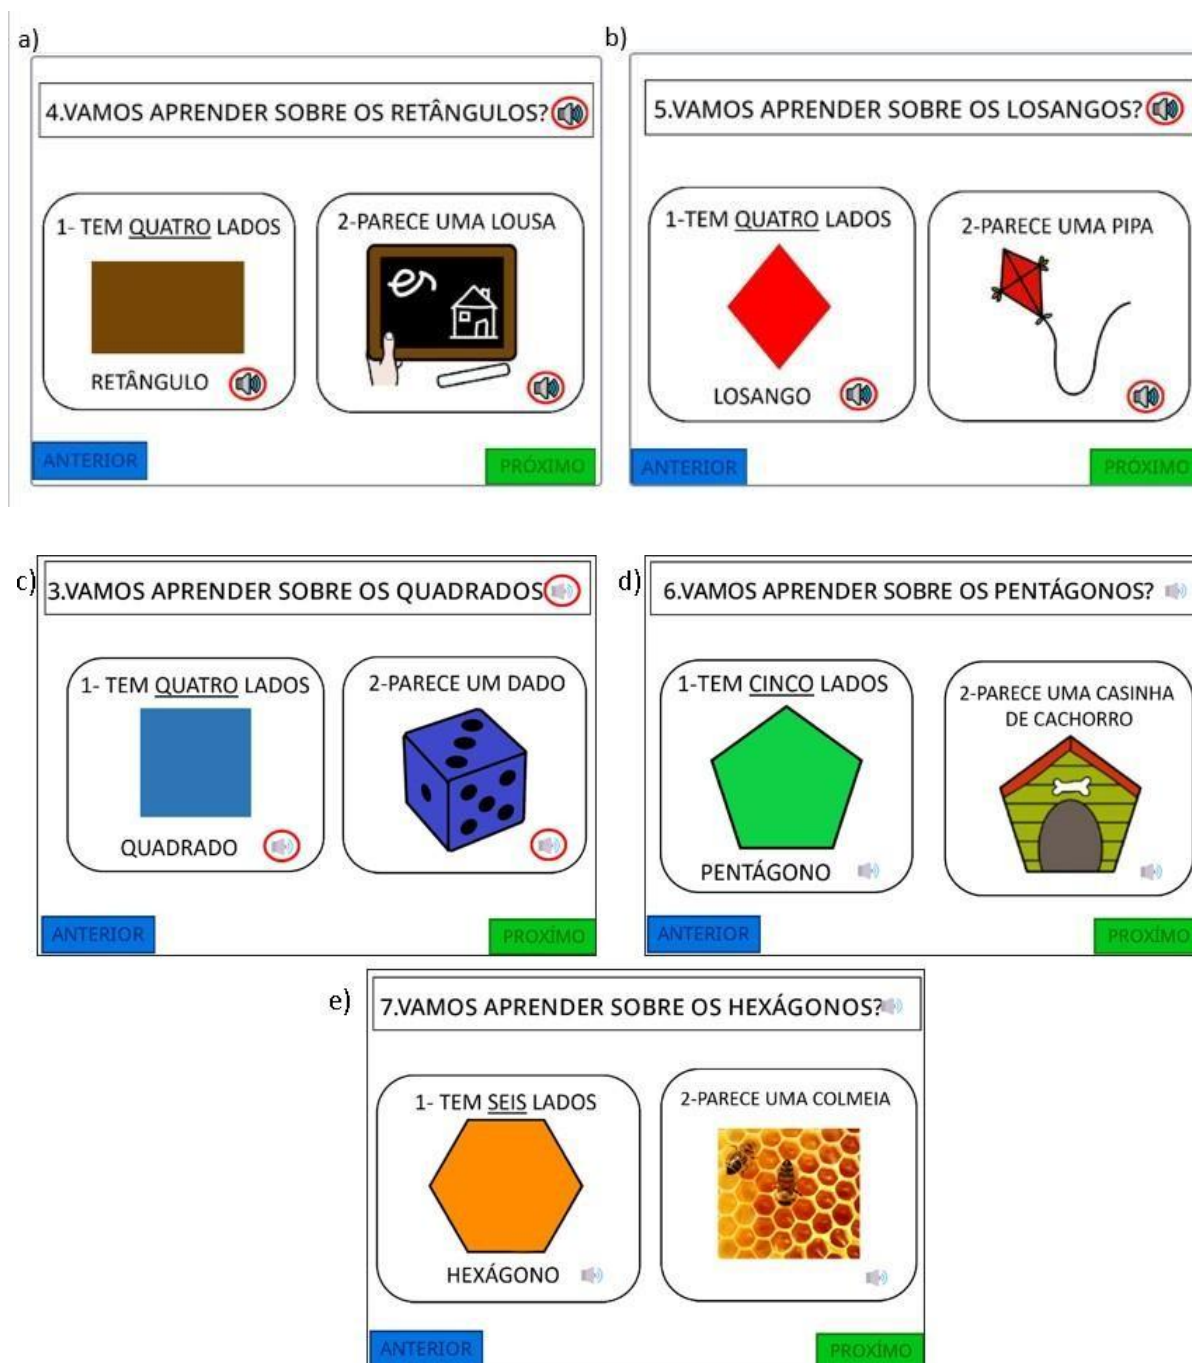 a)
4.VAMOS APRENDER SOBRE OS RETÂNGULOS?
1- TEM QUATRO LADOS
RETÂNGULO
2-PARECE UMA LOUSA
es
ANTERIOR
PRÓXIMO
b)
5.VAMOS APRENDER SOBRE OS LOSANGOS?
1-TEM QUATRO LADOS
LOSANGO
2-PARECE UMA PIPA
ANTERIOR
PRÓXIMO
c)
3.VAMOS APRENDER SOBRE OS QUADRADOS
1- TEM QUATRO LADOS
QUADRADO
2-PARECE UM DADO
ANTERIOR
PROXÍMO
d)
6.VAMOS APRENDER SOBRE OS PENTÁGONOS?
1-TEM CINCO LADOS
PENTÁGONO
2-PARECE UMA CASINHA
DE CACHORRO
ANTERIOR
PROXÍMO
e)
7.VAMOS APRENDER SOBRE OS HEXÁGONOS?
1- TEM SEIS LADOS
HEXÁGONO
2-PARECE UMA COLMEIA
ANTERIOR
PROXÍMO